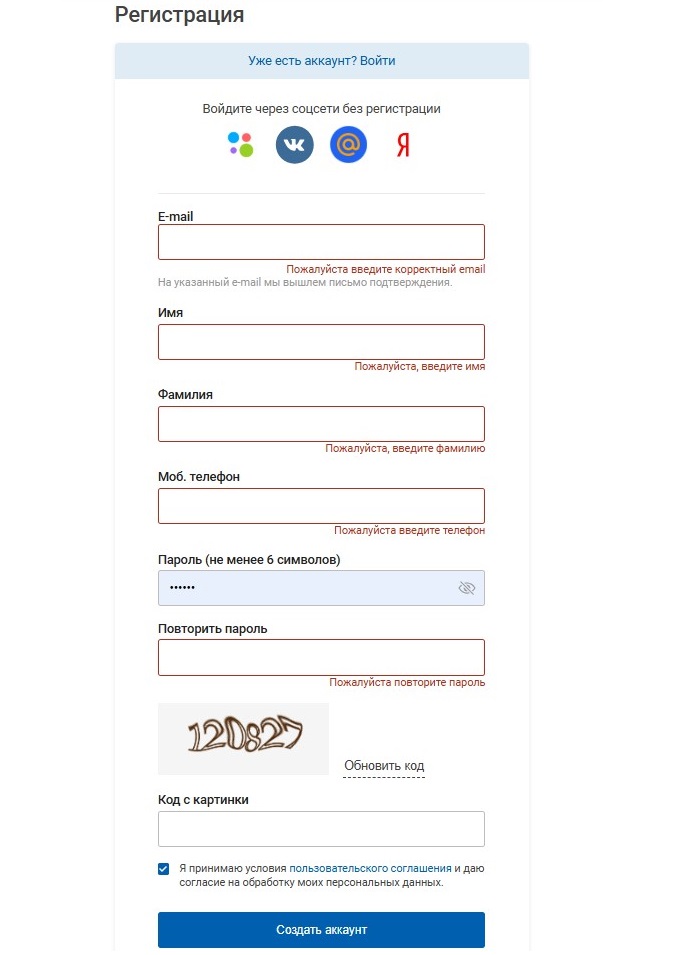 Регистрация
Уже есть аккаунт? Войти
Войдите через соцсети без регистрации
E-mail
Пожалуйста введите корректный email
На указанный e-mail мы вышлем письмо подтверждения.
Имя
Пожалуйста, введите имя
Фамилия
Пожалуйста, введите фамилию
Моб. телефон
Пожалуйста введите телефон
Пароль (не менее 6 символов)
••••••
Повторить пароль
Пожалуйста повторите пароль
120827
Обновить код
Код с картинки
Я принимаю условия пользовательского соглашения и даю
согласие на обработку моих персональных данных.
Создать аккаунт